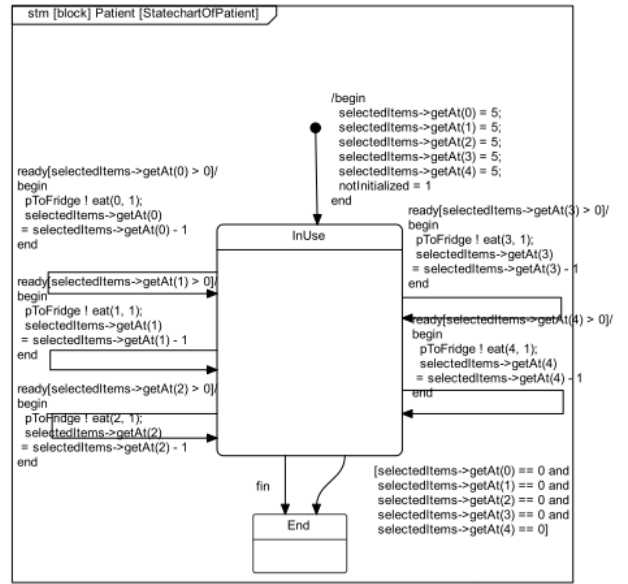 stm [block] Patient [StatechartOfPatient]
/begin
selectedItems->getAt(0) = 5;
selectedItems->getAt(1) = 5;
selectedItems->getAt(2) = 5;
selectedItems->getAt(3) = 5;
selectedItems->getAt(4) = 5;
notInitialized = 1
end
ready[selectedItems->getAt(0) > 0]/
begin
pToFridge ! eat(0, 1);
selectedItems->getAt(0)
= selectedItems->getAt(0) - 1
end
ready[selectedItems->getAt(3) > 0]/
begin
pToFridge ! eat(3, 1);
selectedItems->getAt(3)
= selectedItems->getAt(3) - 1
end
InUse
ready[selectedItems->getAt(1) > 0]/
begin
pToFridge ! eat(1, 1);
selectedItems->getAt(1)
= selectedItems->getAt(1) - 1
end
ready[selectedItems->getAt(4) > 0]/
begin
pToFridge ! eat(4, 1);
selectedItems->getAt(4)
= selectedItems->getAt(4) - 1
end
ready[selectedItems->getAt(2) > 0]/
begin
pToFridge ! eat(2, 1);
selectedItems->getAt(2)
= selectedItems->getAt(2) - 1
end
fin
[selectedItems->getAt(0) == 0 and
selectedItems->getAt(1) == 0 and
selectedItems->getAt(2) == 0 and
selectedItems->getAt(3) == 0 and
selectedItems->getAt(4) == 0]
End